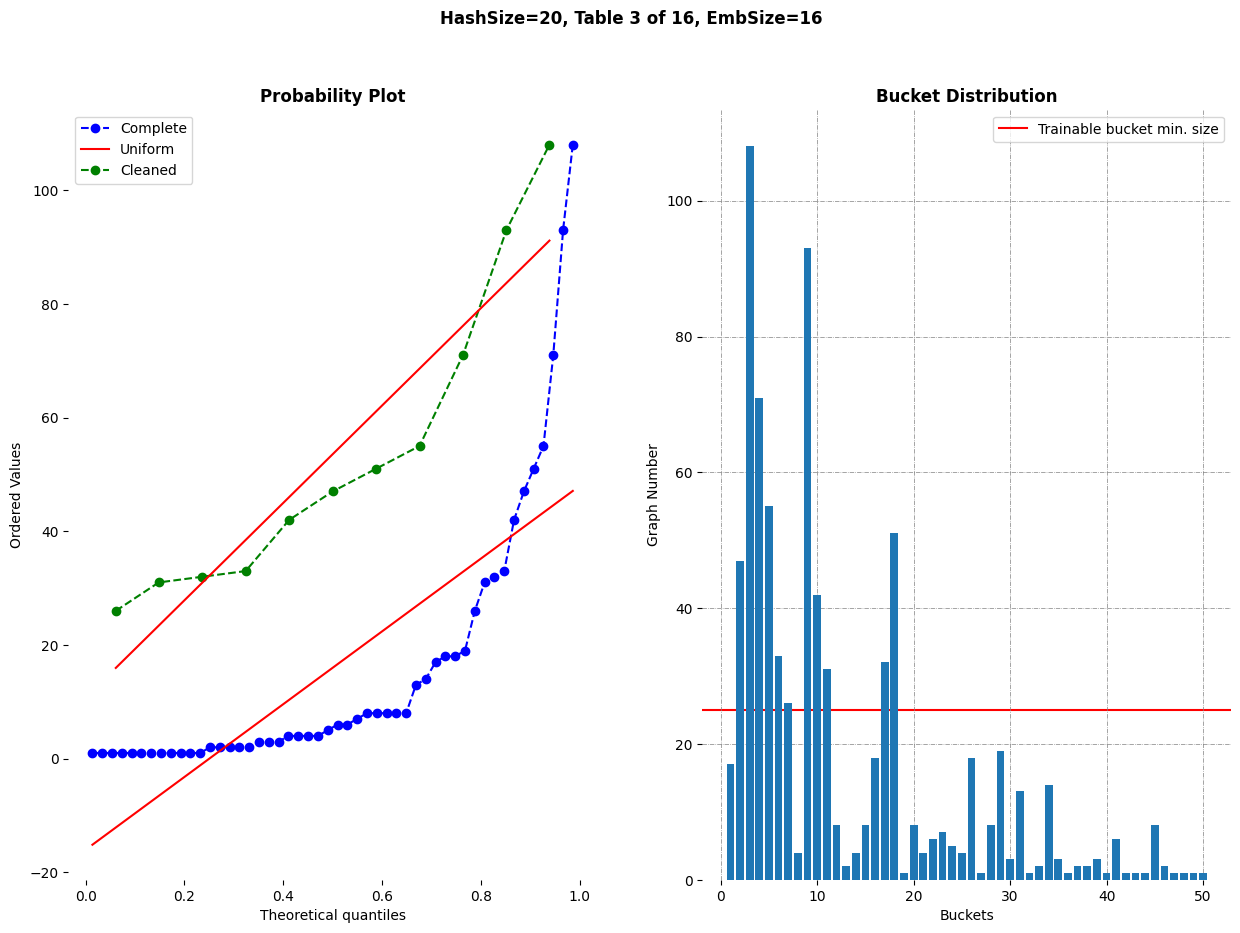 HashSize=20, Table 3 of 16, EmbSize=16
Probability Plot
Complete
Uniform
Cleaned
Ordered Values
100
80
60
40
20
0
−20
0.0 0.2 0.4 0.6 0.8 1.0
Theoretical quantiles
Bucket Distribution
Trainable bucket min. size
Graph Number
100
80
60
40
20
0
0 10 20 30 40 50
Buckets